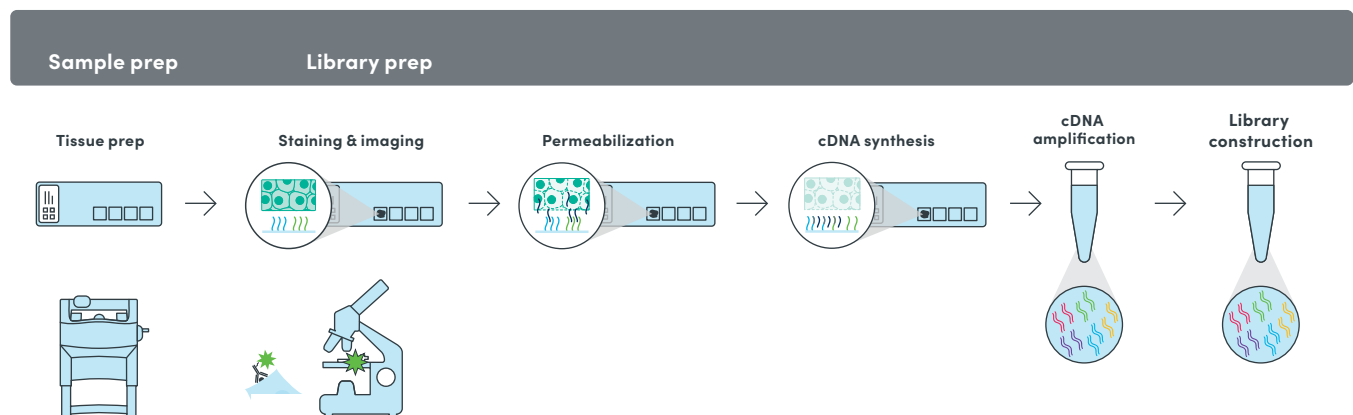 Sample prep
Library prep
Tissue prep
Staining & imaging
Permeabilization
cDNA synthesis
cDNA
amplification
Library
construction